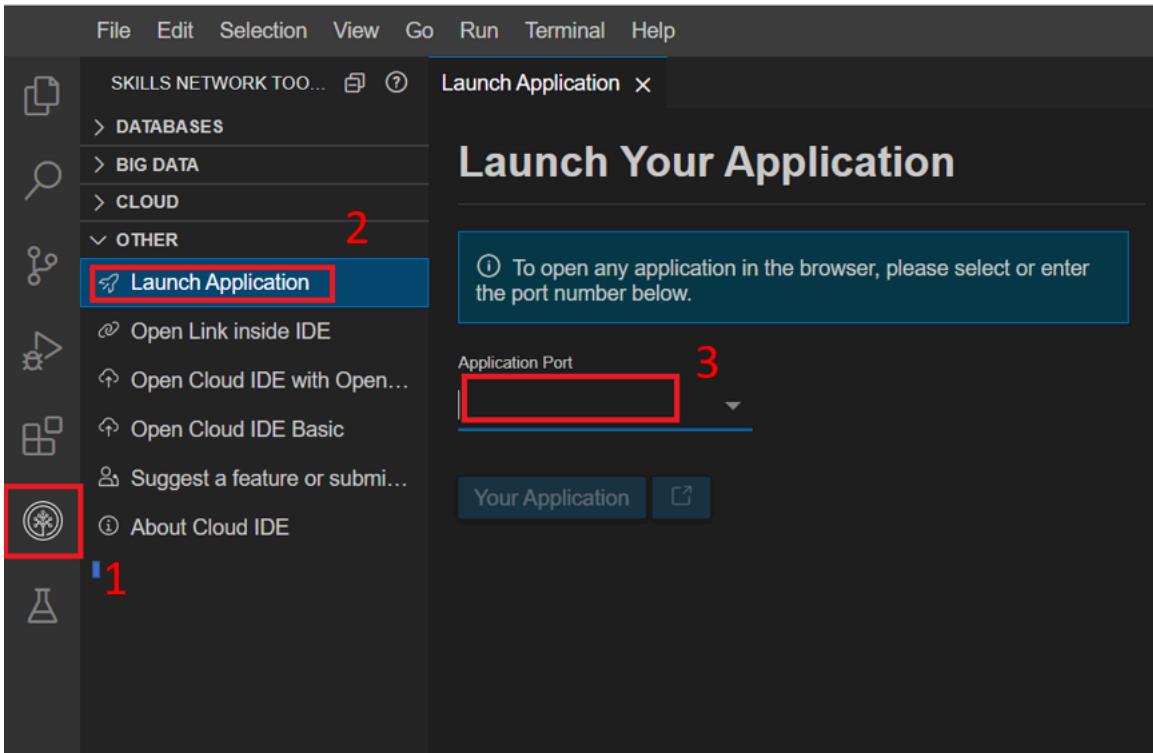 File Edit Selection View Go Run Terminal Help
SKILLS NETWORK TOO...
Launch Application
DATABASES
BIG DATA
CLOUD
OTHER
2
Launch Application
Open Link inside IDE
Open Cloud IDE with Open...
Open Cloud IDE Basic
Suggest a feature or submi...
About Cloud IDE
1
Launch Your Application
To open any application in the browser, please select or enter
the port number below.
Application Port
3
Your Application